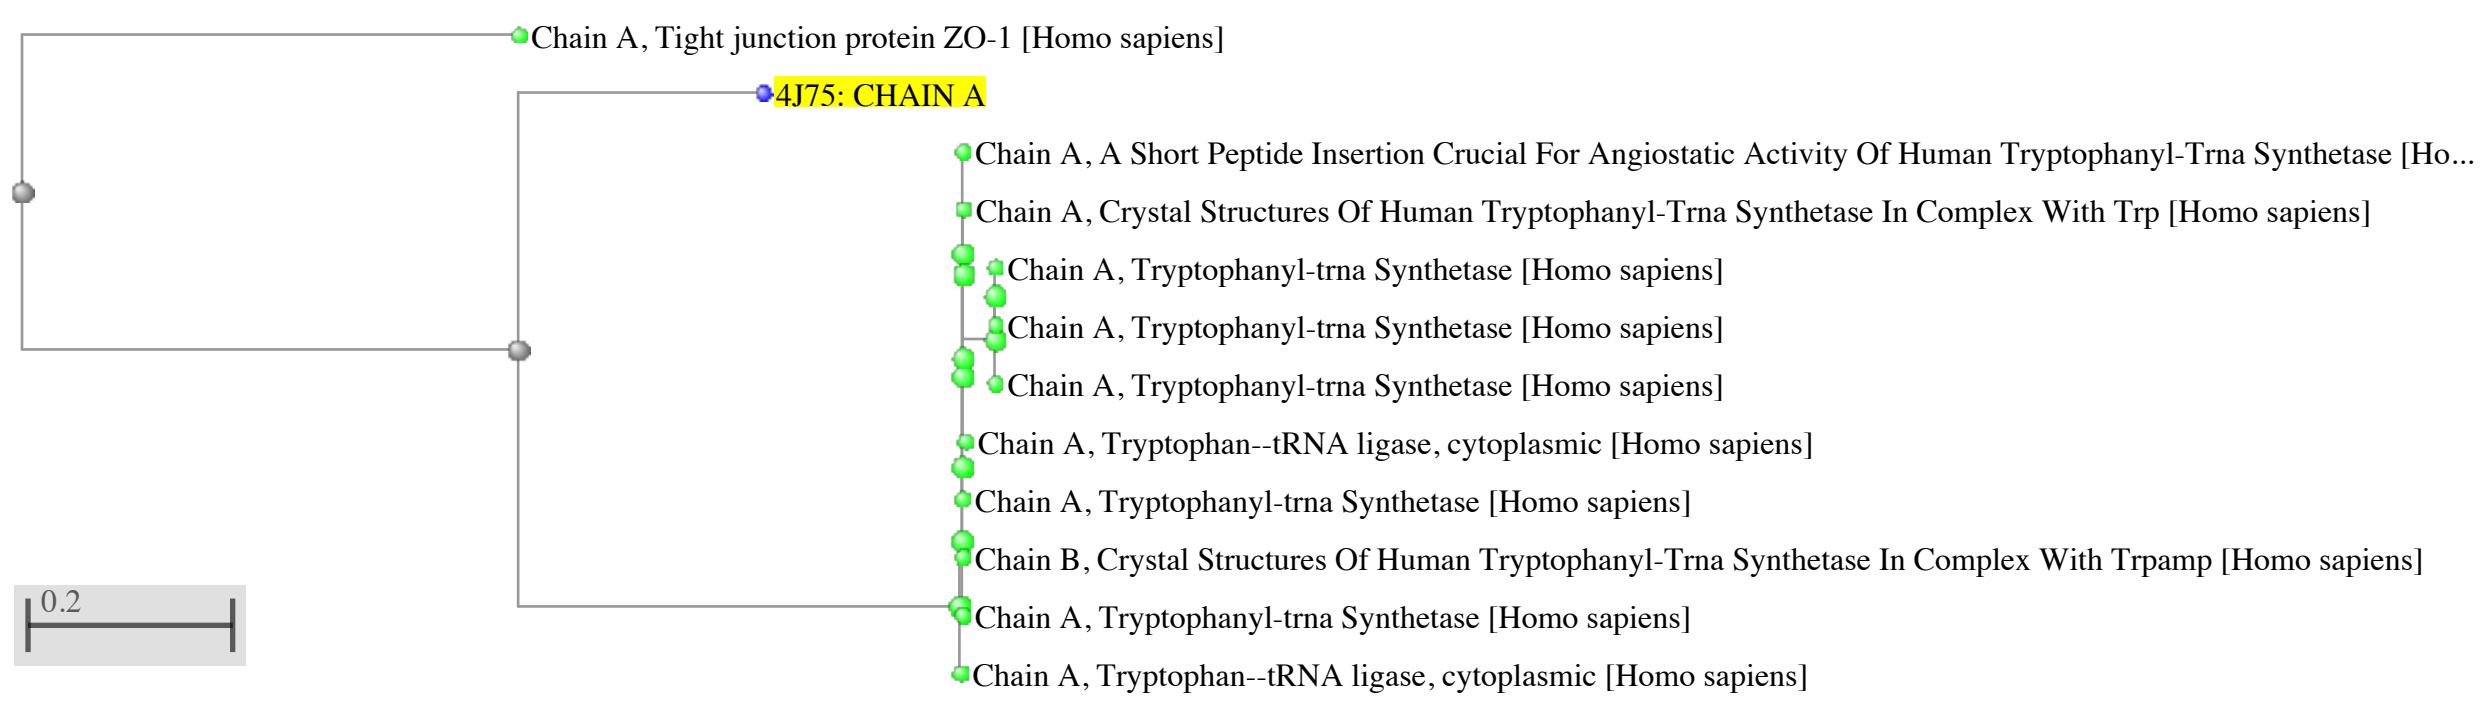 Chain A, Tight junction protein ZO-1 [Homo sapiens]
4J75: CHAIN A
Chain A, A Short Peptide Insertion Crucial For Angiostatic Activity Of Human Tryptophanyl-Trna Synthetase [Ho...
Chain A, Crystal Structures Of Human Tryptophanyl-Trna Synthetase In Complex With Trp [Homo sapiens]
Chain A, Tryptophanyl-trna Synthetase [Homo sapiens]
Chain A, Tryptophanyl-trna Synthetase [Homo sapiens]
Chain A, Tryptophanyl-trna Synthetase [Homo sapiens]
Chain A, Tryptophan--tRNA ligase, cytoplasmic [Homo sapiens]
Chain A, Tryptophanyl-trna Synthetase [Homo sapiens]
Chain B, Crystal Structures Of Human Tryptophanyl-Trna Synthetase In Complex With Trpamp [Homo sapiens]
0.2
Chain A, Tryptophanyl-trna Synthetase [Homo sapiens]
Chain A, Tryptophan--tRNA ligase, cytoplasmic [Homo sapiens]